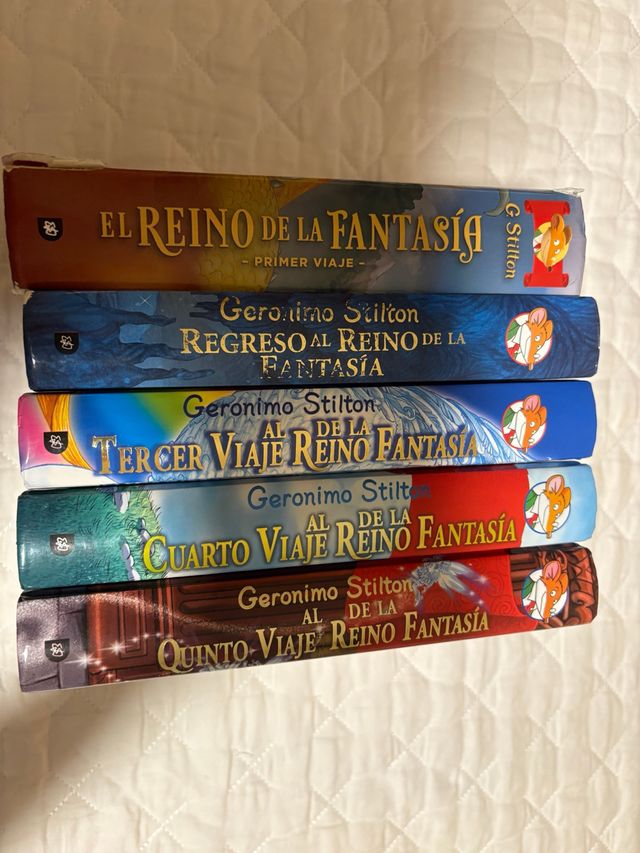 EL REINO DE LA FANTASÍA
- PRIMER VIAJE -
G Stilton
Geronimo Stilton
REGRESO AL REINO DE LA
FANTASÍA
Geronimo Stilton
TERCER VIAJE AL REINO DE LA FANTASÍA
Geronimo Stilton
CUARTO VIAJE AL REINO DE LA FANTASÍA
Geronimo Stilton
QUINTO VIAJE AL REINO DE LA FANTASÍA